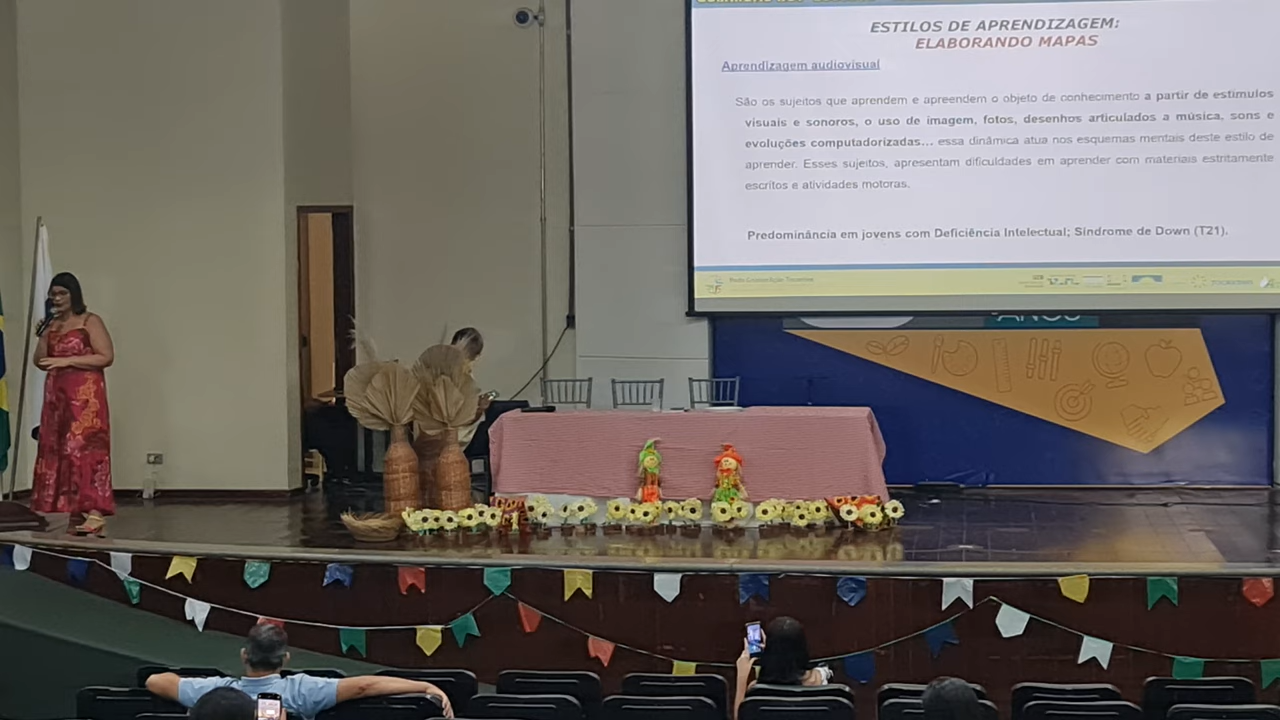 ESTILOS DE APRENDIZAGEM:
ELABORANDO MAPAS
Aprendizagem audiovisual
São os sujeitos que aprendem e apreendem o objeto de conhecimento a partir de estímulos
visuais e sonoros, o uso de imagem, fotos, desenhos articulados a música, sons e
evoluções computadorizadas... essa dinâmica atua nos esquemas mentais deste estilo de
aprender. Esses sujeitos, apresentam dificuldades em aprender com materiais estritamente
escritos e atividades motoras.
Predominância em jovens com Deficiência Intelectual; Síndrome de Down (T21).
ANOS